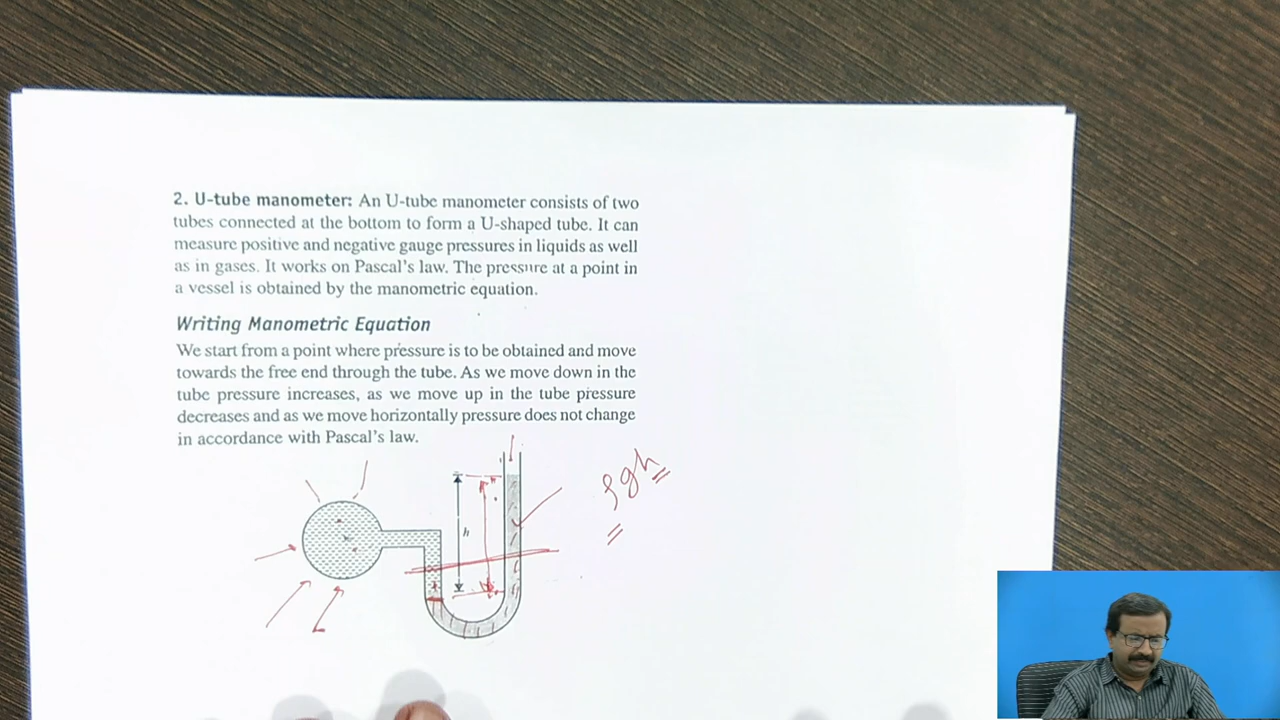 2. U-tube manometer: An U-tube manometer consists of two
tubes connected at the bottom to form a U-shaped tube. It can
measure positive and negative gauge pressures in liquids as well
as in gases. It works on Pascal's law. The pressure at a point in
a vessel is obtained by the manometric equation.
Writing Manometric Equation
We start from a point where pressure is to be obtained and move
towards the free end through the tube. As we move down in the
tube pressure increases, as we move up in the tube pressure
decreases and as we move horizontally pressure does not change
in accordance with Pascal's law.
ρgh
h